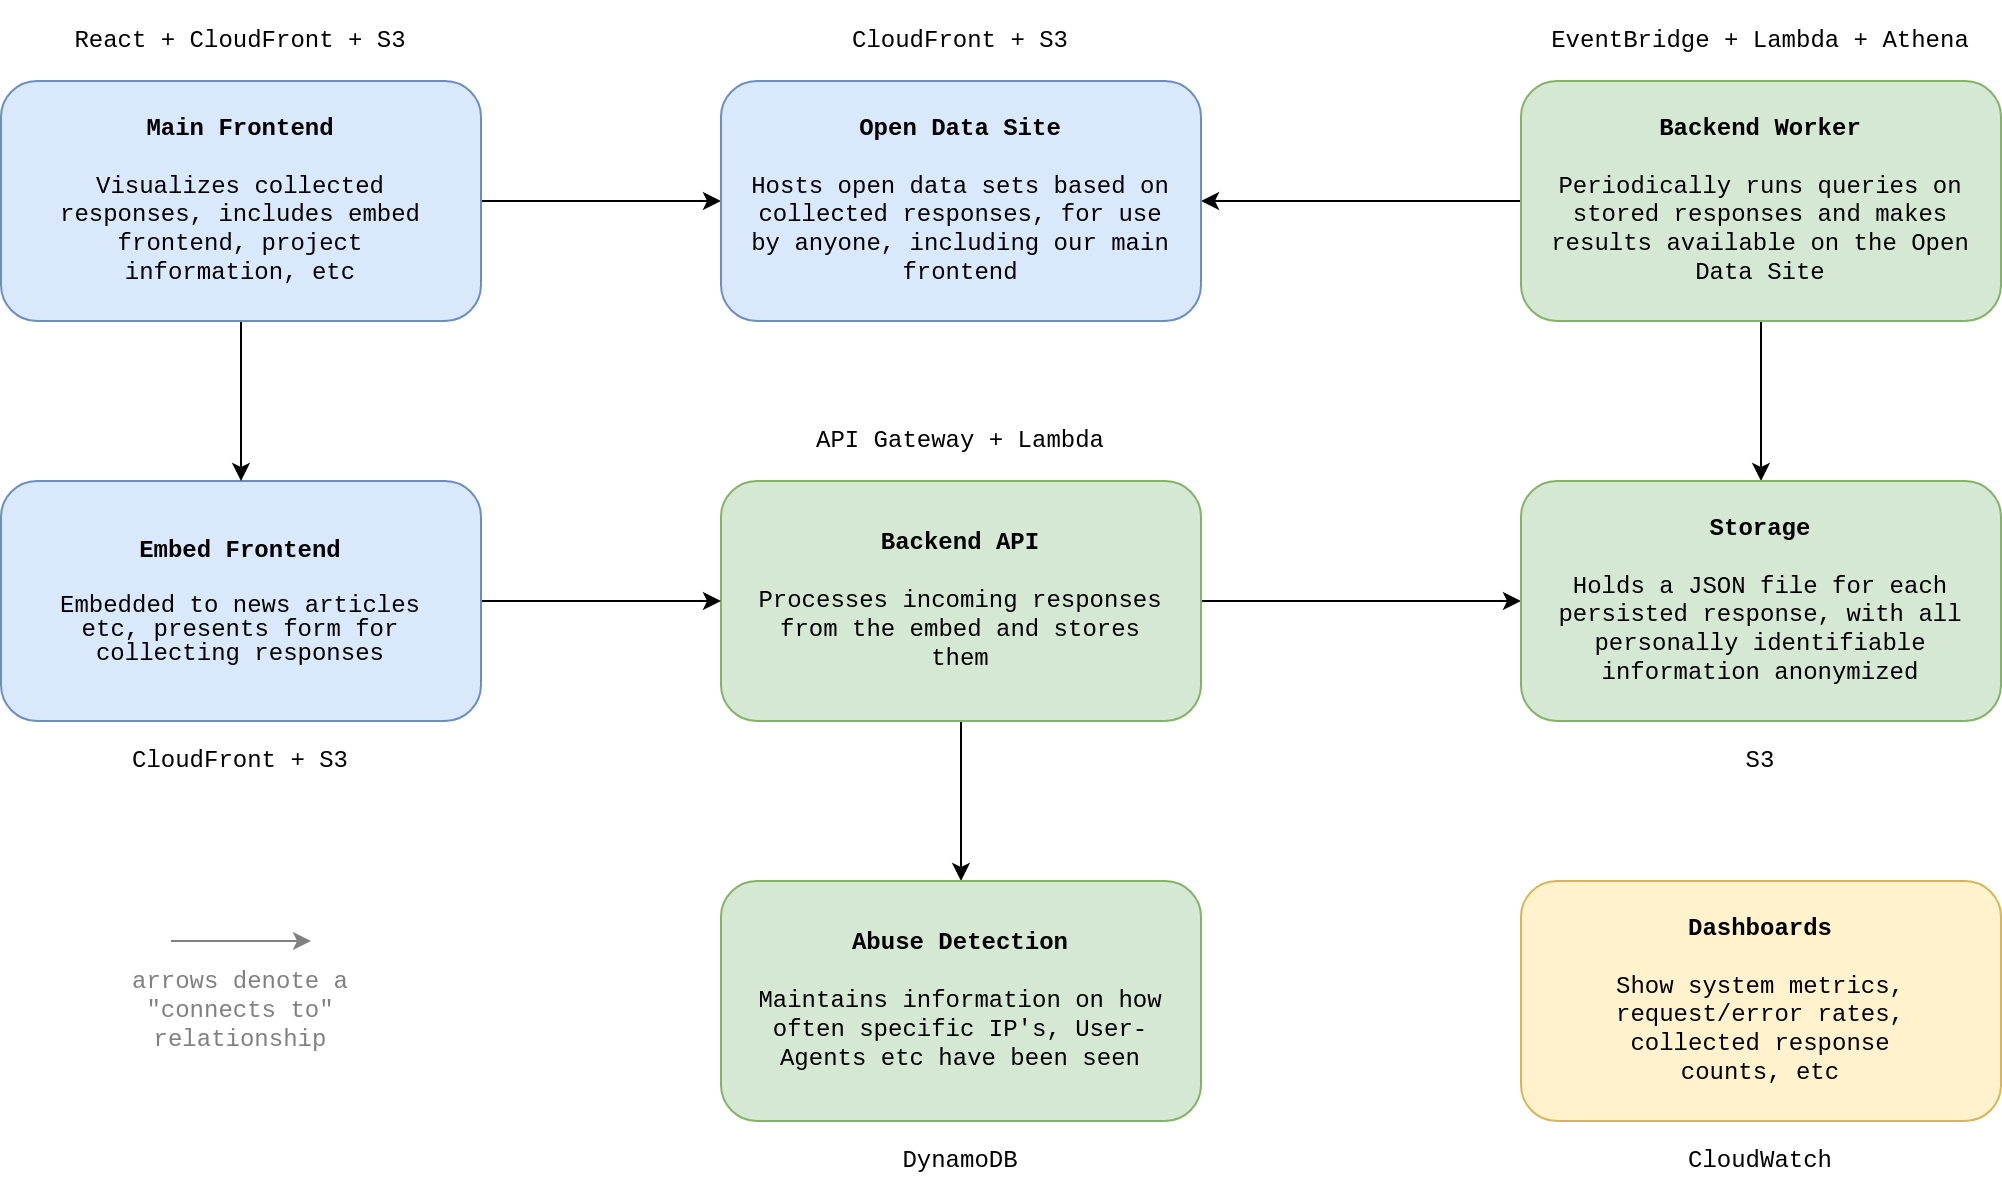 React + CloudFront + S3
Main Frontend
Visualizes collected
responses, includes embed
frontend, project
information, etc
CloudFront + S3
Open Data Site
Hosts open data sets based on
collected responses, for use
by anyone, including our main
frontend
EventBridge + Lambda + Athena
Backend Worker
Periodically runs queries on
stored responses and makes
results available on the Open
Data Site
Embed Frontend
Embedded to news articles
etc, presents form for
collecting responses
CloudFront + S3
API Gateway + Lambda
Backend API
Processes incoming responses
from the embed and stores
them
Storage
Holds a JSON file for each
persisted response, with all
personally identifiable
information anonymized
S3
arrows denote a
"connects to"
relationship
Abuse Detection
Maintains information on how
often specific IP's, User-
Agents etc have been seen
DynamoDB
Dashboards
Show system metrics,
request/error rates,
collected response
counts, etc
CloudWatch